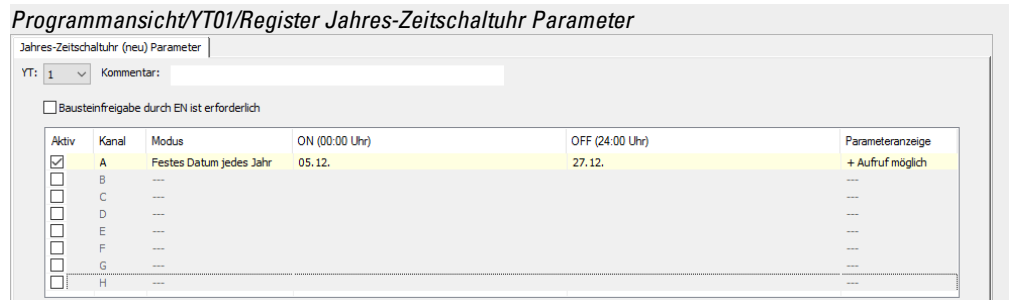 Programmansicht/YT01/Register Jahres-Zeitschaltuhr Parameter
Jahres-Zeitschaltuhr (neu) Parameter
YT: 1 Kommentar:
Bausteinfreigabe durch EN ist erforderlich
Aktiv Kanal Modus ON (00:00 Uhr) OFF (24:00 Uhr) Parameteranzeige
A Festes Datum jedes Jahr 05.12. 27.12. + Aufruf möglich
B --- ---
C --- ---
D --- ---
E --- ---
F --- ---
G --- ---
H --- ---